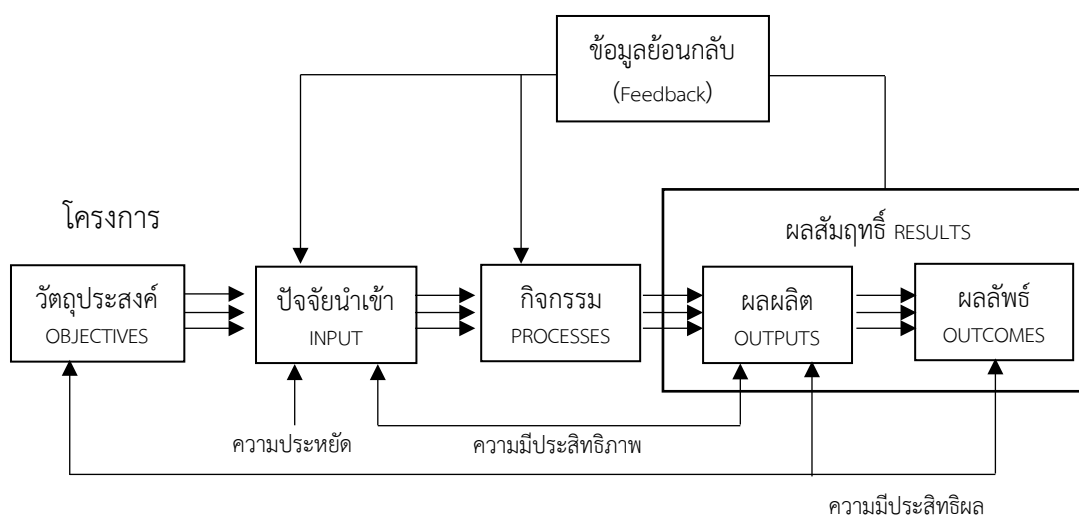 ข้อมูลย้อนกลับ
(Feedback)
โครงการ
ผลสัมฤทธิ์ RESULTS
วัตถุประสงค์
OBJECTIVES
ปัจจัยนำเข้า
INPUT
กิจกรรม
PROCESSES
ผลผลิต
OUTPUTS
ผลลัพธ์
OUTCOMES
ความประหยัด
ความมีประสิทธิภาพ
ความมีประสิทธิผล